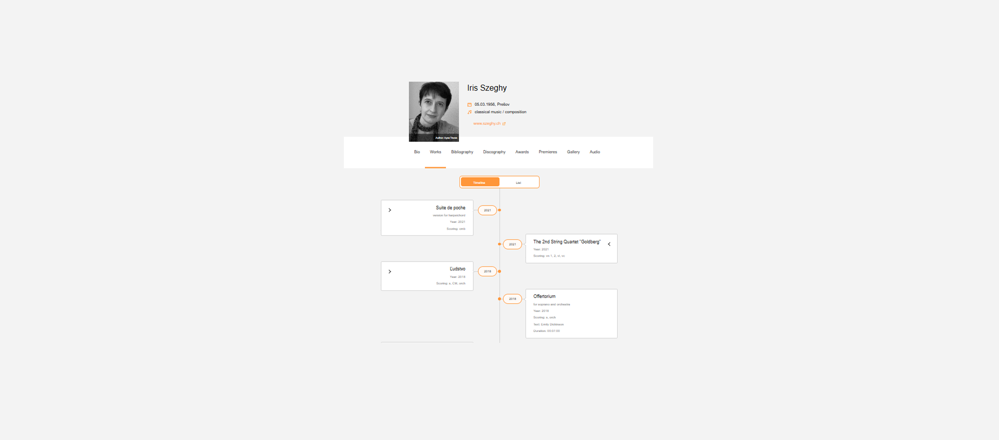 Iris Szeghy
05.03.1956, Prešov
classical music / composition
www.szeghy.ch
Author: Ayse Yavas
Bio Works Bibliography Discography Awards Premieres Gallery Audio
Timeline List
Suite de poche
version for harpsichord
Year: 2021
Scoring: cmb
2021
2021
The 2nd String Quartet "Goldberg"
Year: 2021
Scoring: vn 1, 2, vl, vc
Ľudstvo
Year: 2018
Scoring: s, CM, orch
2018
2018
Offertorium
for soprano and orchestra
Year: 2018
Scoring: s, orch
Text: Emily Dickinson
Duration: 00:07:00